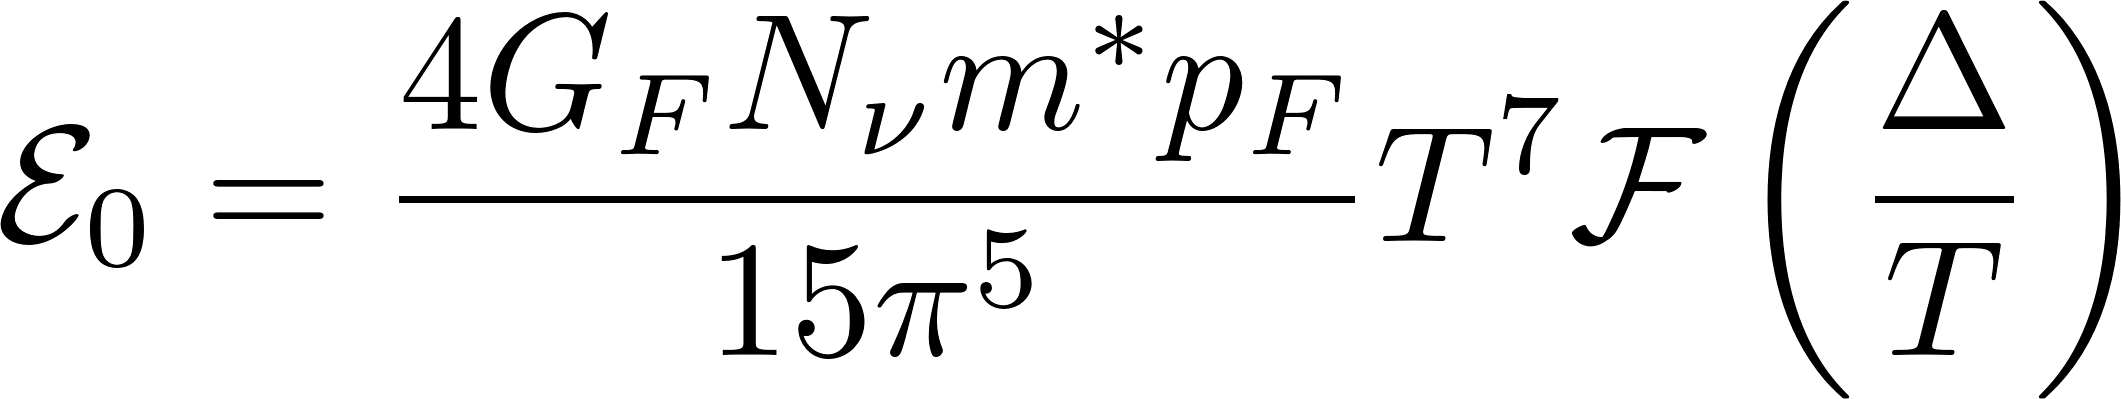 \mathcal{E}_0 = \frac{4G_F N_\nu m^* p_F}{15\pi^5} T^7 \mathcal{F}\left(\frac{\Delta}{T}\right)